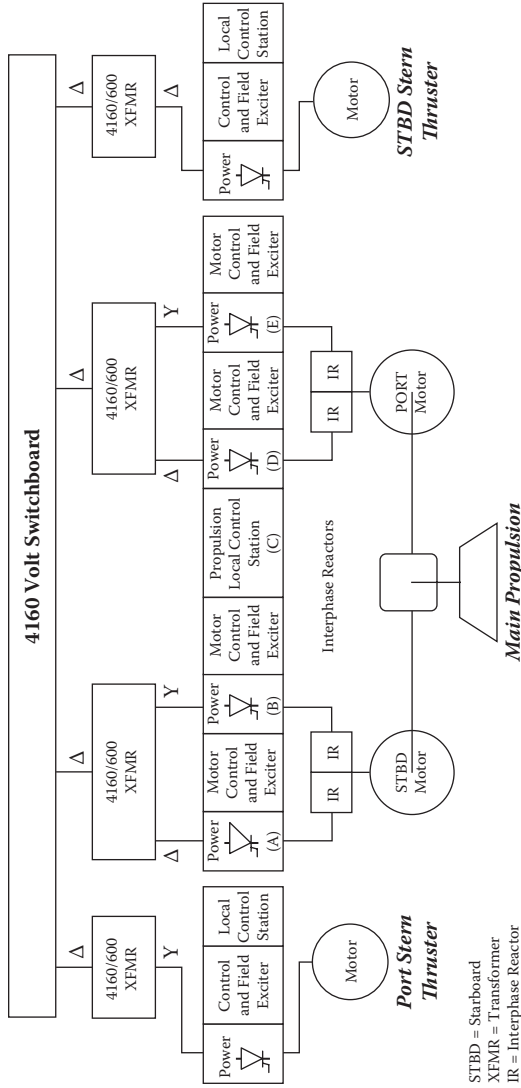 4160 Volt Switchboard
Δ
Δ
Δ
Δ
4160/600
XFMR
4160/600
XFMR
4160/600
XFMR
4160/600
XFMR
Y
Δ
Y
Δ
Y
Δ
Power
Control
and Field
Exciter
Local
Control
Station
Power
(A)
Motor
Control
and Field
Exciter
Power
(B)
Motor
Control
and Field
Exciter
Propulsion
Local Control
Station
(C)
Power
(D)
Motor
Control
and Field
Exciter
Power
(E)
Motor
Control
and Field
Exciter
Power
Control
and Field
Exciter
Local
Control
Station
Motor
IR
IR
Interphase Reactors
IR
IR
Motor
Port Stern
Thruster
STBD
Motor
PORT
Motor
STBD Stern
Thruster
Main Propulsion
STBD = Starboard
XFMR = Transformer
IR = Interphase Reactor